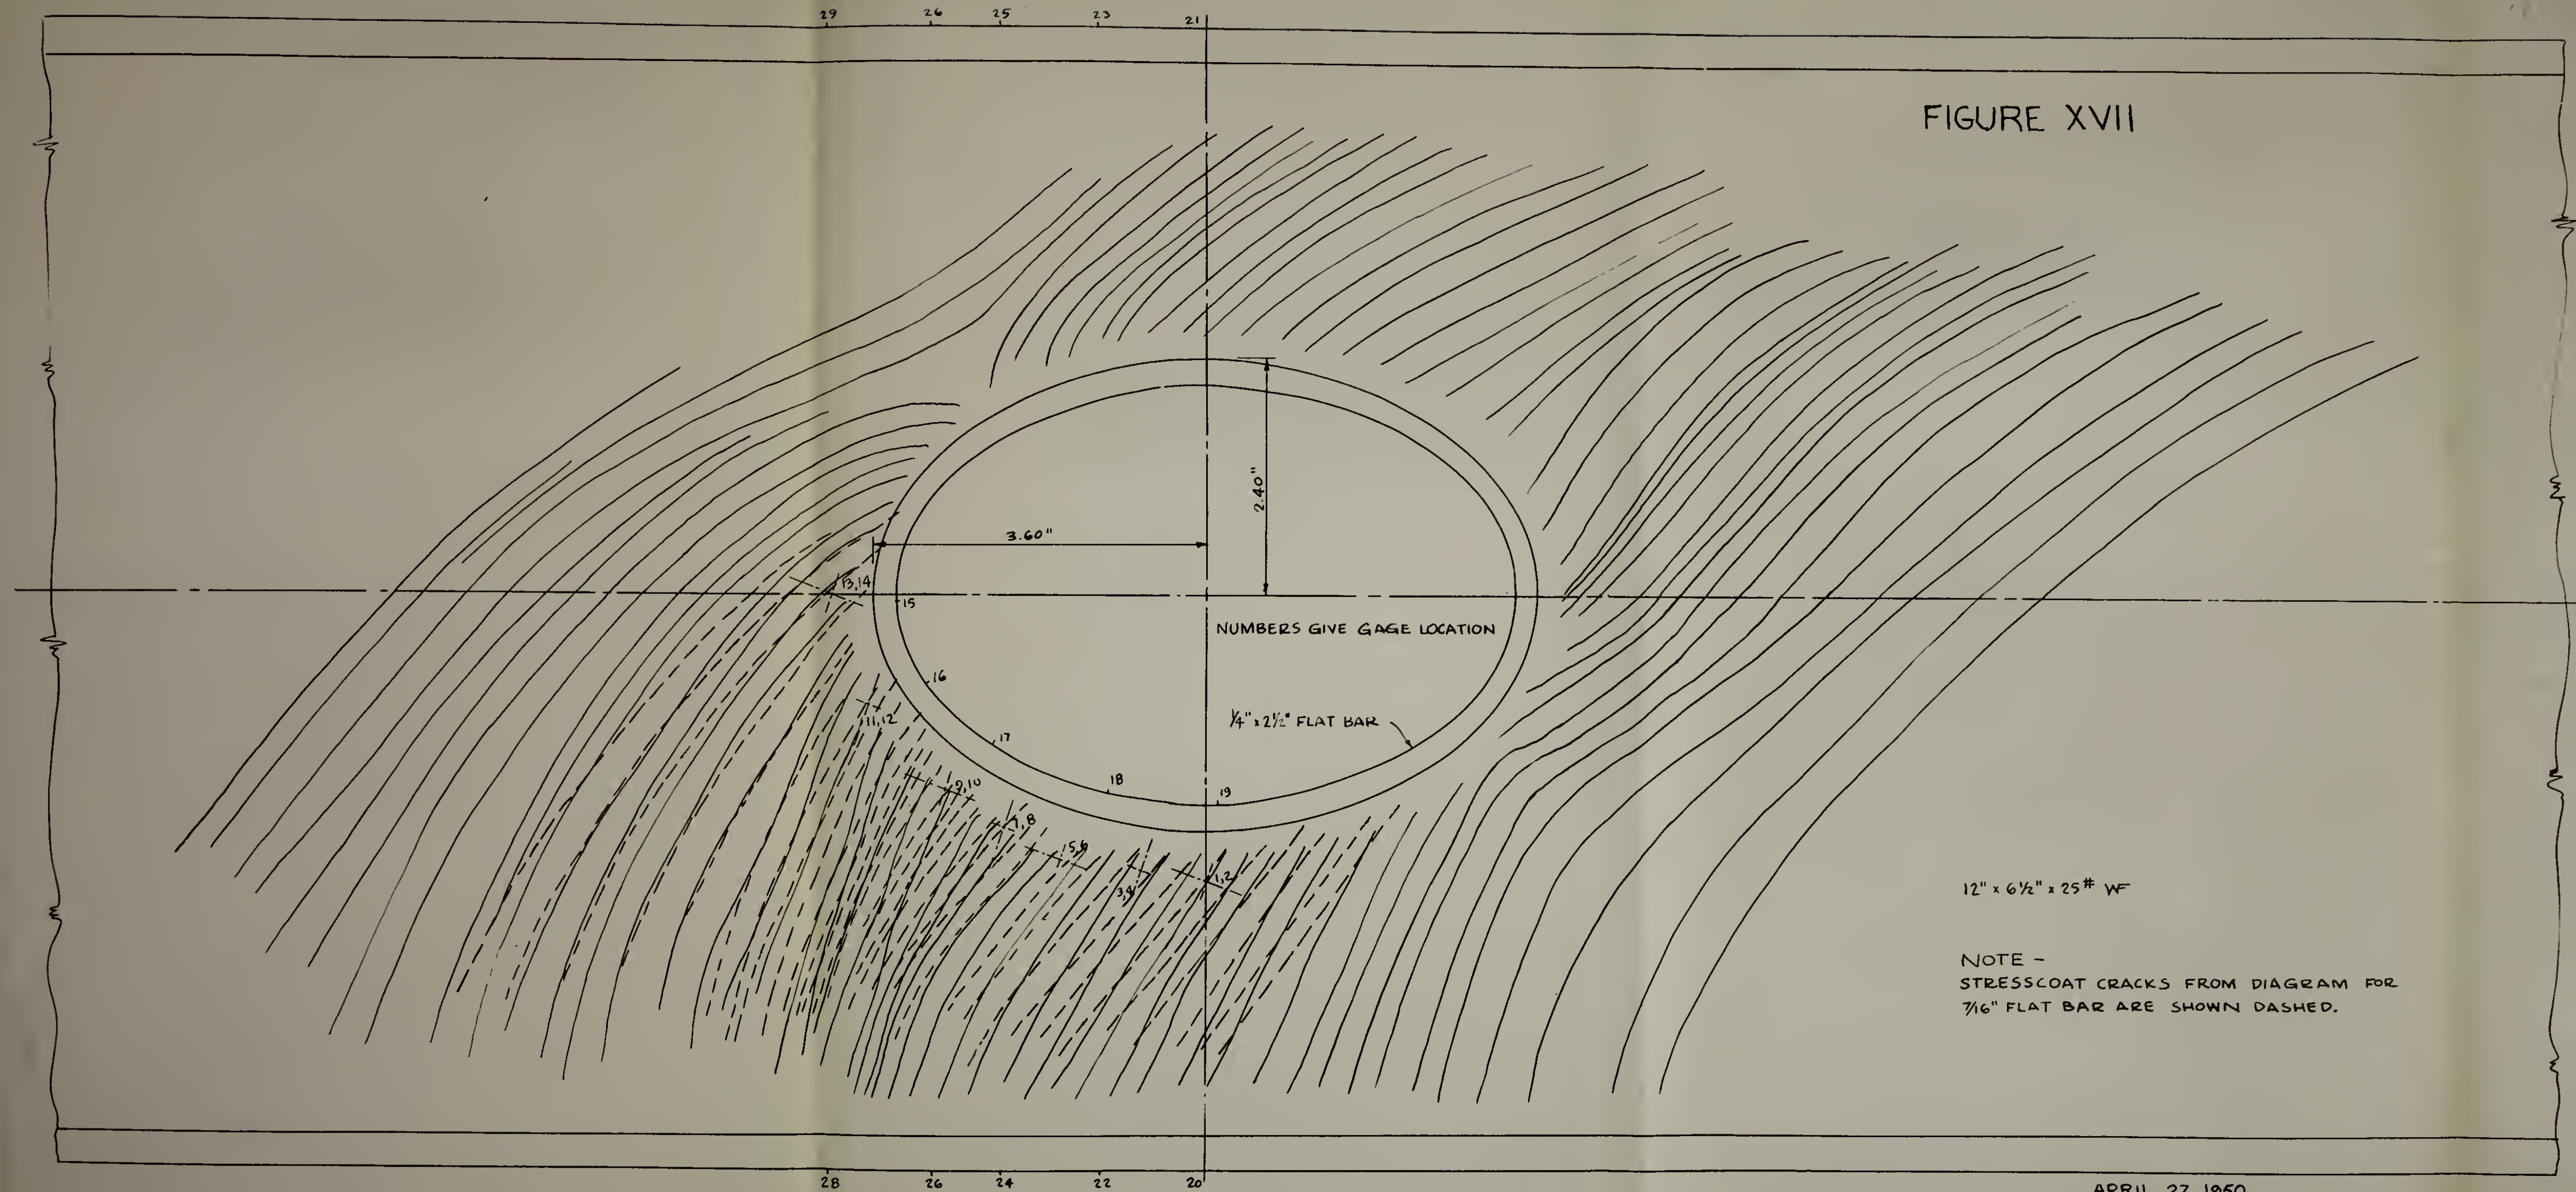 29 26 25 23 21
FIGURE XVII
2.40"
3.60"
13,14
15
NUMBERS GIVE GAGE LOCATION
16
11,12
¼" x 2½" FLAT BAR
17
18
9,10
19
7,8
5,6
3,4
1,2
12" x 6½" x 25# WF
NOTE -
STRESSCOAT CRACKS FROM DIAGRAM FOR
7/16" FLAT BAR ARE SHOWN DASHED.
28 26 24 22 20
APRIL 27 1950